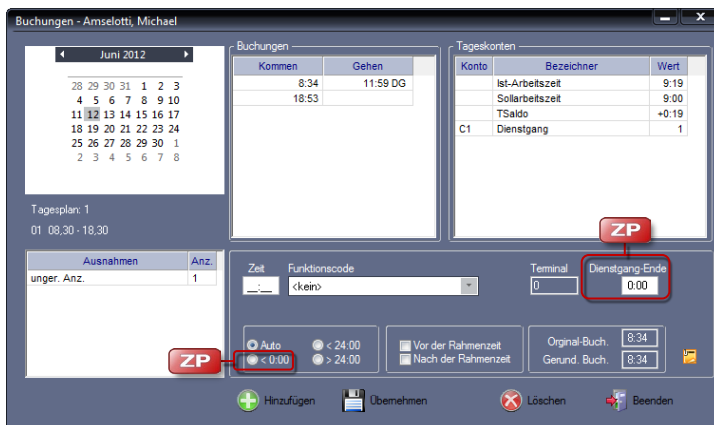 Buchungen - Amselotti, Michael
Juni 2012
28 29 30 31 1 2 3
4 5 6 7 8 9 10
11 12 13 14 15 16 17
18 19 20 21 22 23 24
25 26 27 28 29 30 1
2 3 4 5 6 7 8
Tagesplan: 1
01 08,30 - 18,30
Buchungen
Kommen Gehen
8:34 11:59 DG
18:53
Tageskonten
Konto Bezeichner Wert
Ist-Arbeitszeit 9:19
Sollarbeitszeit 9:00
TSaldo +0:19
C1 Dienstgang 1
ZP
Ausnahmen Anz.
unger. Anz. 1
Zeit Funktionscode Terminal Dienstgang-Ende
__:__ <kein> 0 0:00
Auto < 24:00 Vor der Rahmenzeit Orginal-Buch. 8:34
ZP < 0:00 > 24:00 Nach der Rahmenzeit Gerund. Buch. 8:34
Hinzufügen Übernehmen Löschen Beenden